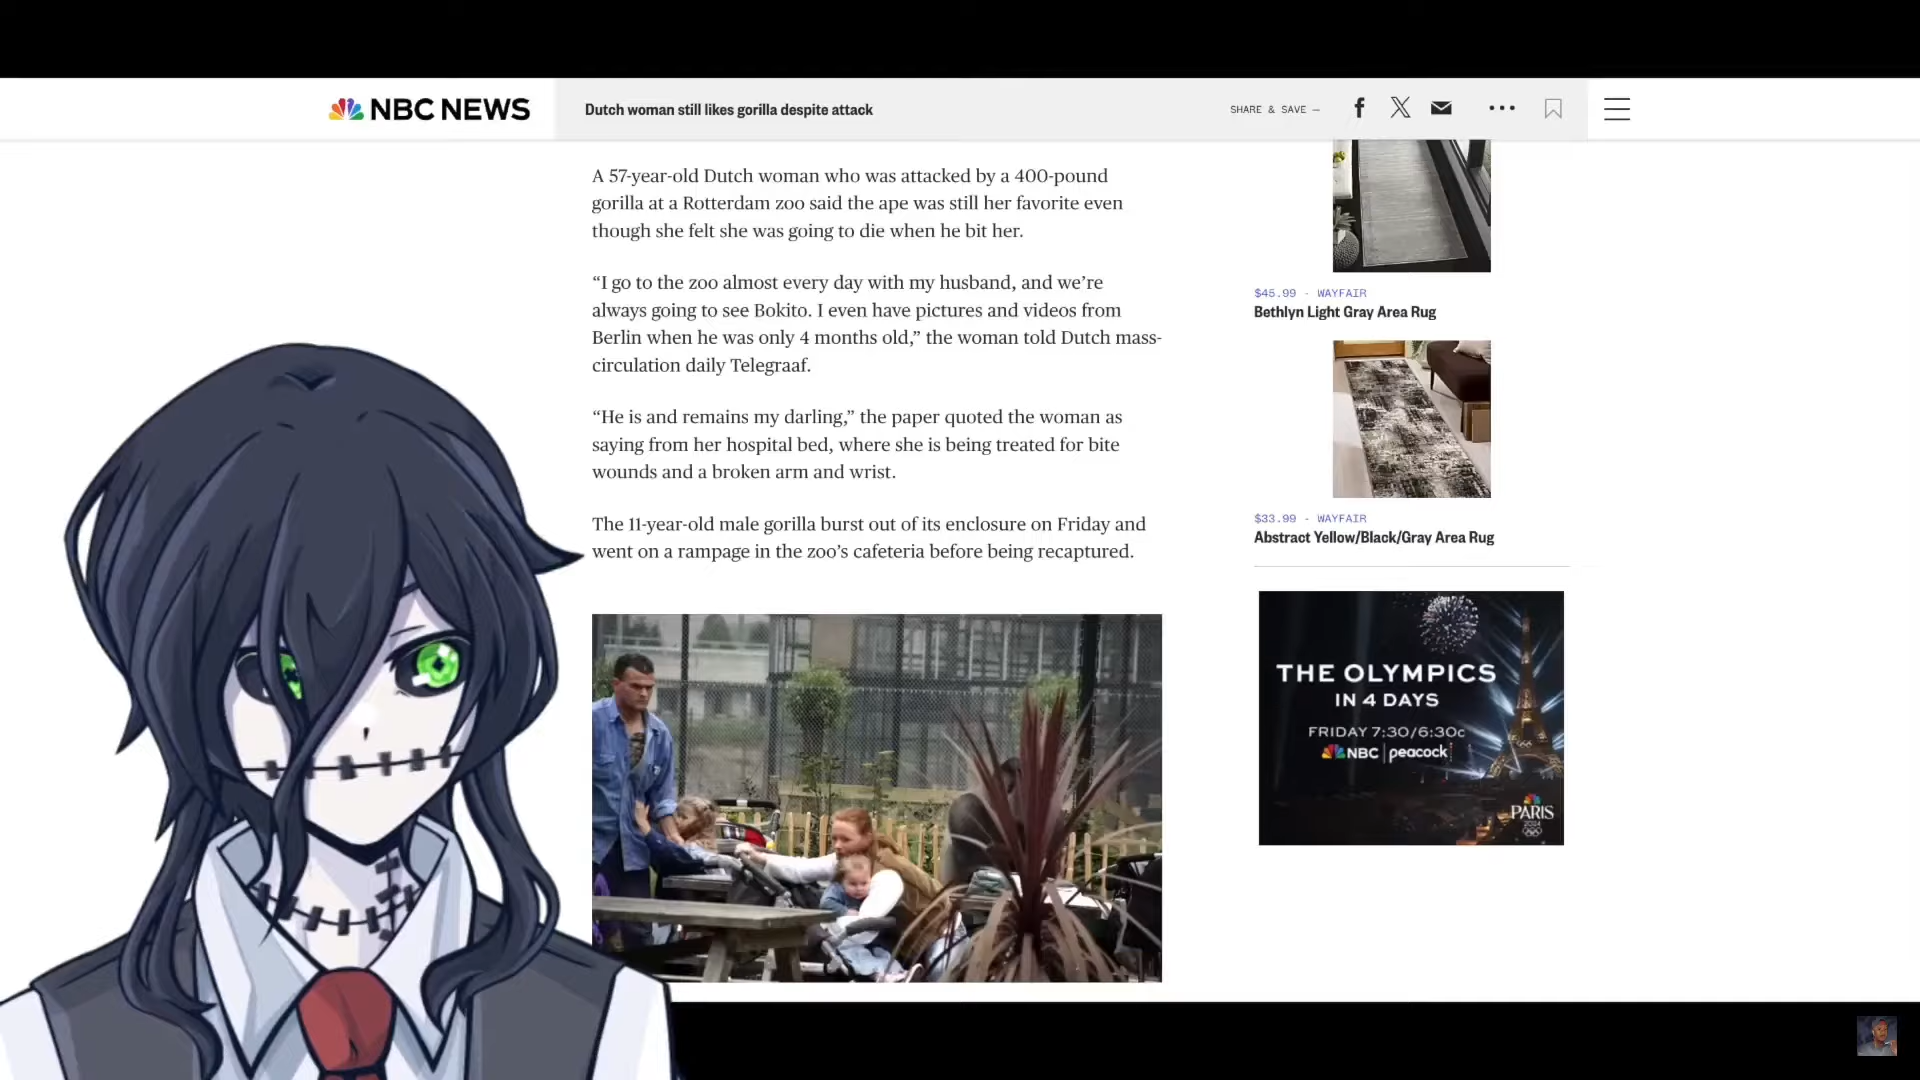 NBC NEWS
Dutch woman still likes gorilla despite attack
SHARE & SAVE —
A 57-year-old Dutch woman who was attacked by a 400-pound
gorilla at a Rotterdam zoo said the ape was still her favorite even
though she felt she was going to die when he bit her.
“I go to the zoo almost every day with my husband, and we’re
always going to see Bokito. I even have pictures and videos from
Berlin when he was only 4 months old,” the woman told Dutch mass-
circulation daily Telegraaf.
“He is and remains my darling,” the paper quoted the woman as
saying from her hospital bed, where she is being treated for bite
wounds and a broken arm and wrist.
The 11-year-old male gorilla burst out of its enclosure on Friday and
went on a rampage in the zoo’s cafeteria before being recaptured.
$45.99 - WAYFAIR
Bethlyn Light Gray Area Rug
$33.99 - WAYFAIR
Abstract Yellow/Black/Gray Area Rug
THE OLYMPICS
IN 4 DAYS
FRIDAY 7:30/6:30c
NBC | peacock
PARIS
2024